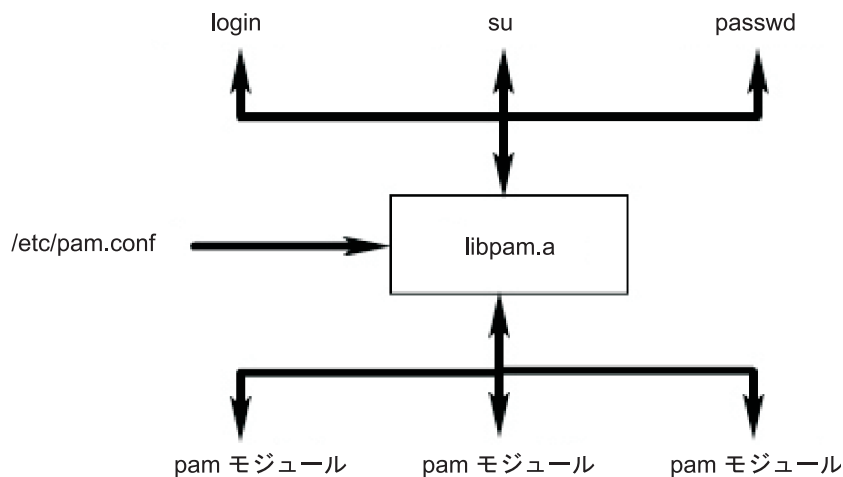 login
su
passwd
/etc/pam.conf
libpam.a
pam モジュール
pam モジュール
pam モジュール